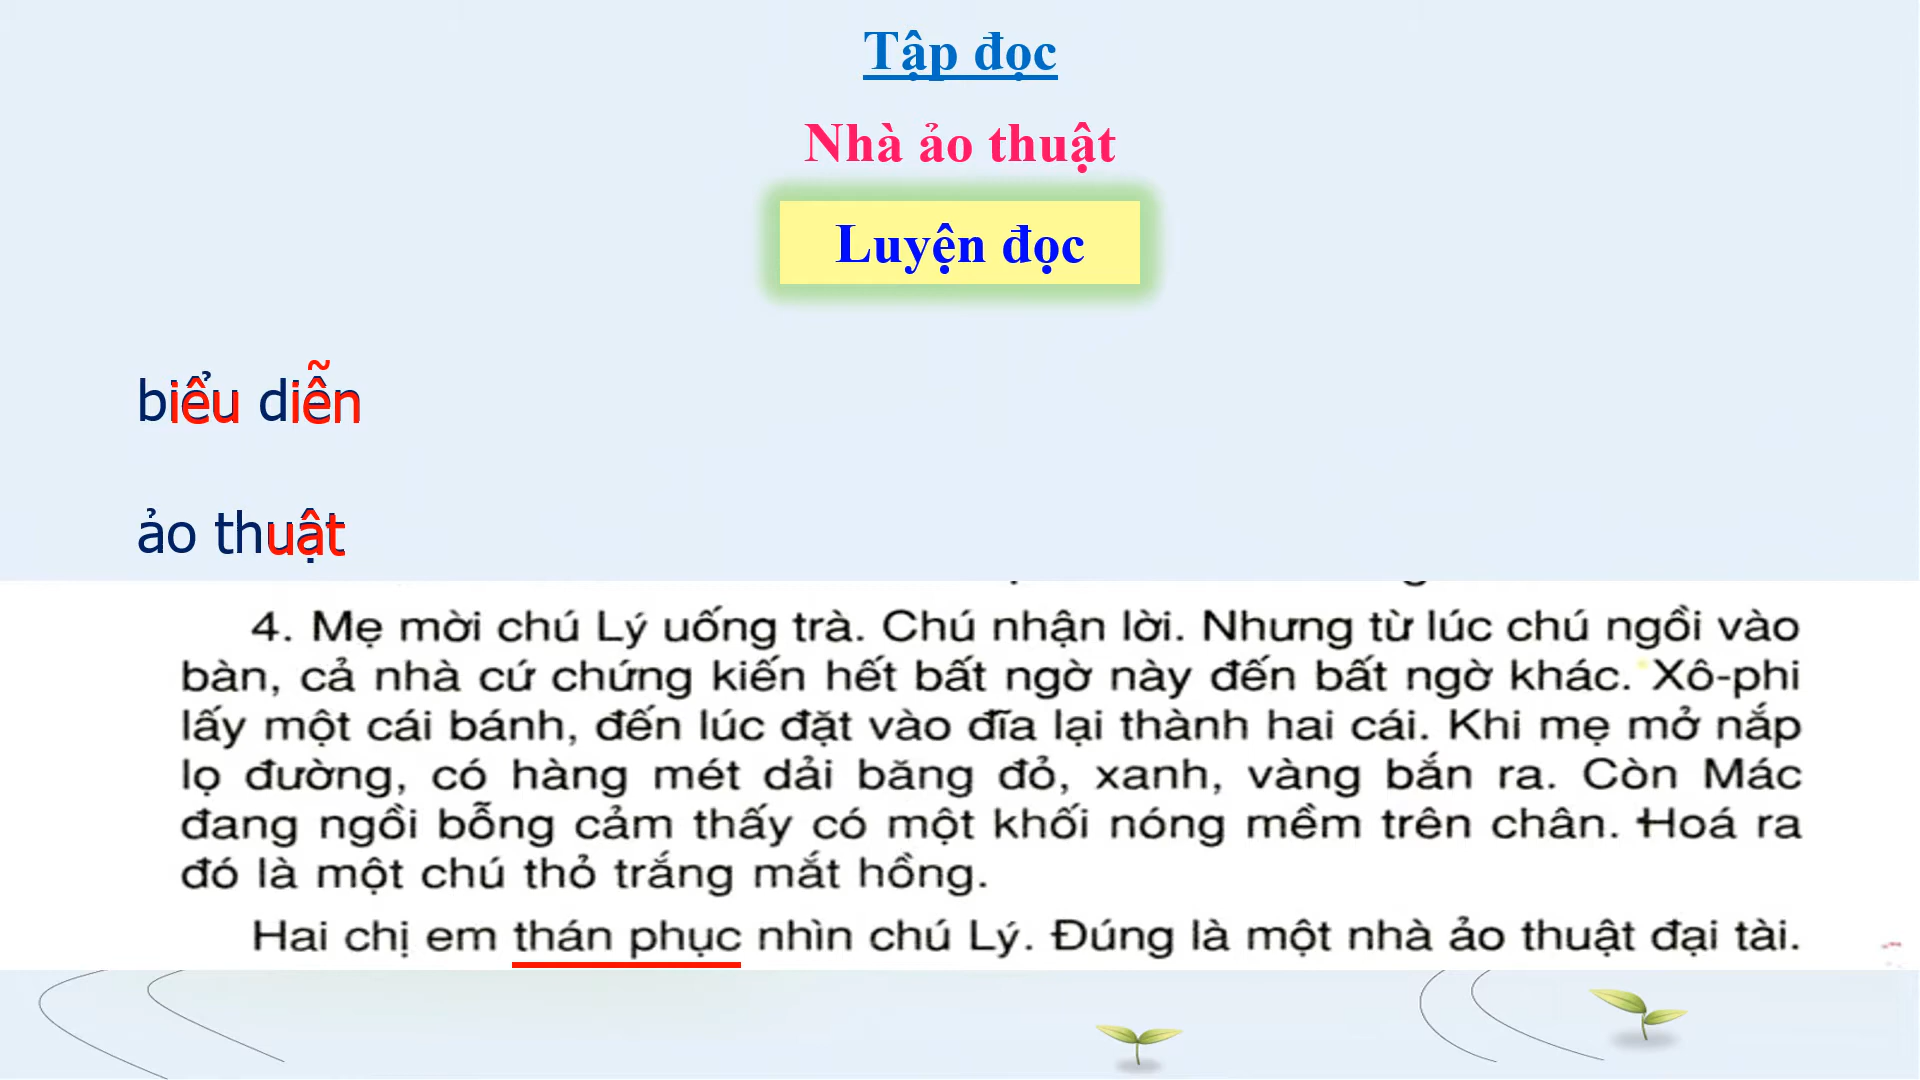 Tập đọc
Nhà ảo thuật
Luyện đọc
biểu diễn
ảo thuật
4. Mẹ mời chú Lý uống trà. Chú nhận lời. Nhưng từ lúc chú ngồi vào
bàn, cả nhà cứ chứng kiến hết bất ngờ này đến bất ngờ khác. Xô-phi
lấy một cái bánh, đến lúc đặt vào đĩa lại thành hai cái. Khi mẹ mở nắp
lọ đường, có hàng mét dải băng đỏ, xanh, vàng bắn ra. Còn Mác
đang ngồi bỗng cảm thấy có một khối nóng mềm trên chân. Hoá ra
đó là một chú thỏ trắng mắt hồng.
Hai chị em thán phục nhìn chú Lý. Đúng là một nhà ảo thuật đại tài.